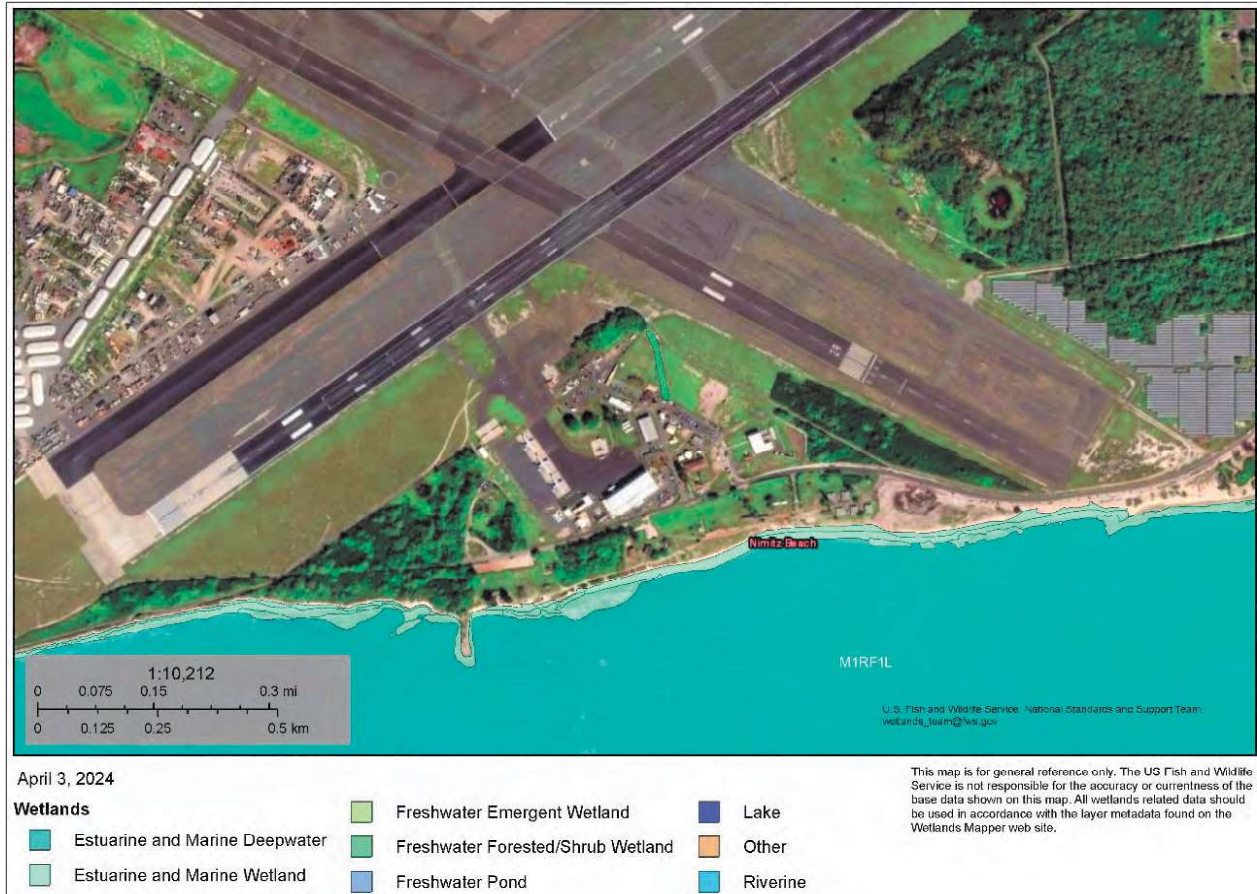 Nimitz Beach
M1RF1L
1:10,212
0 0.075 0.15 0.3 mi
0 0.125 0.25 0.5 km
U.S. Fish and Wildlife Service, National Standards and Support Team,
wetlands_team@fws.gov
April 3, 2024
Wetlands
Estuarine and Marine Deepwater
Estuarine and Marine Wetland
Freshwater Emergent Wetland
Freshwater Forested/Shrub Wetland
Freshwater Pond
Lake
Other
Riverine
This map is for general reference only. The US Fish and Wildlife
Service is not responsible for the accuracy or currentness of the
base data shown on this map. All wetlands related data should
be used in accordance with the layer metadata found on the
Wetlands Mapper web site.